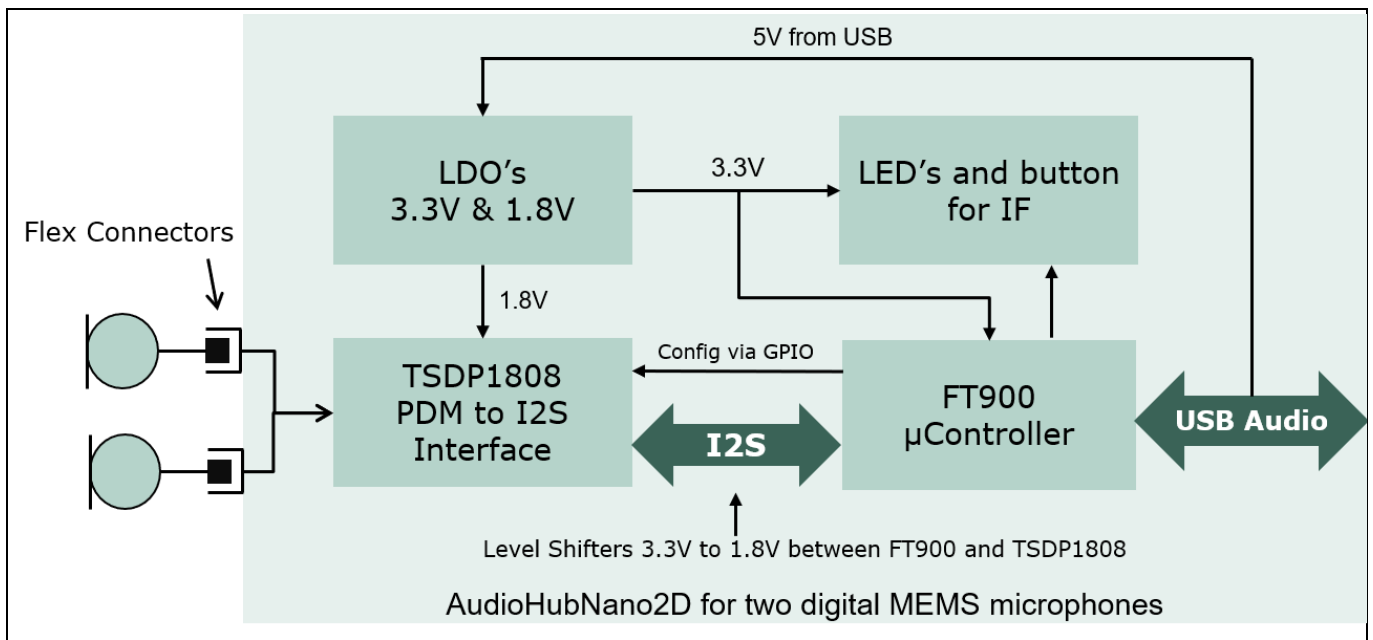 5V from USB
LDO's
3.3V & 1.8V
3.3V
LED's and button
for IF
Flex Connectors
1.8V
TSDP1808
PDM to I2S
Interface
Config via GPIO
FT900
µController
I2S
USB Audio
Level Shifters 3.3V to 1.8V between FT900 and TSDP1808
AudioHubNano2D for two digital MEMS microphones